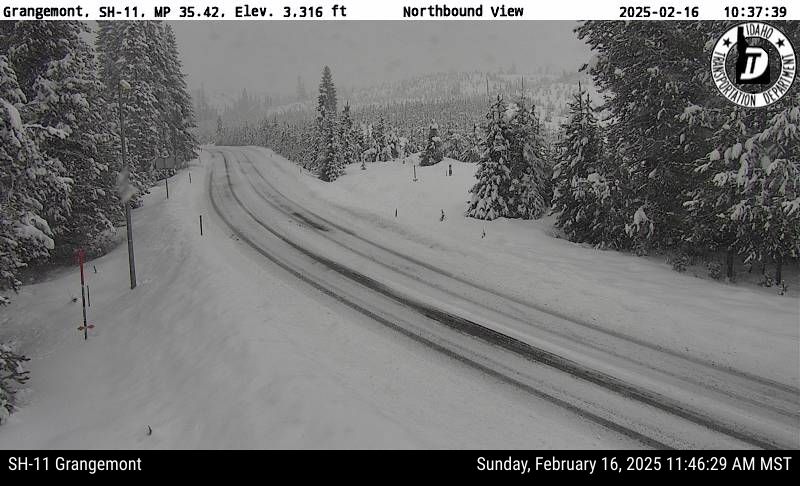 Grangemont, SH-11, MP 35.42, Elev. 3,316 ft Northbound View 2025-02-16 10:37:39
IDAHO
TRANSPORTATION DEPARTMENT
SH-11 Grangemont Sunday, February 16, 2025 11:46:29 AM MST